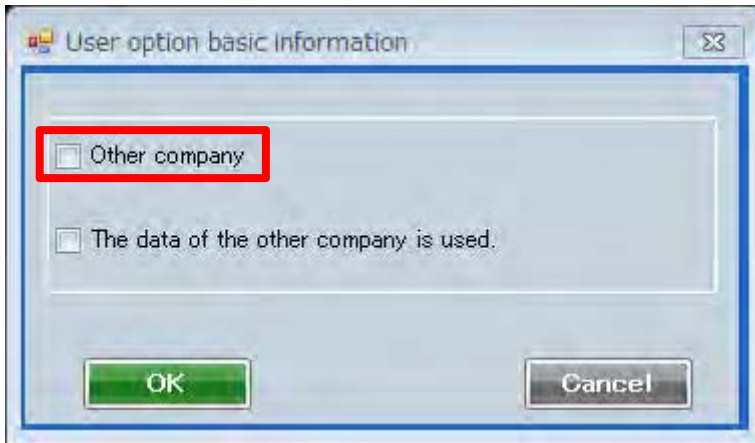 User option basic information
Other company
The data of the other company is used.
OK
Cancel